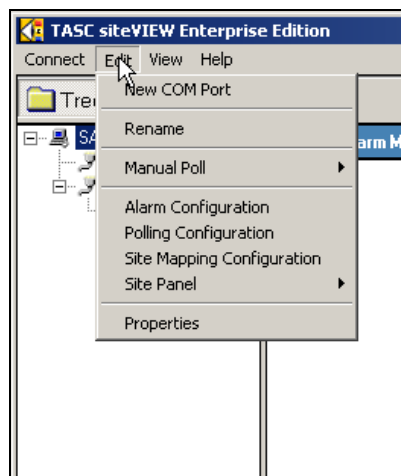 TASC siteVIEW Enterprise Edition
Connect Edit View Help
New COM Port
Rename
Manual Poll
Alarm Configuration
Polling Configuration
Site Mapping Configuration
Site Panel
Properties